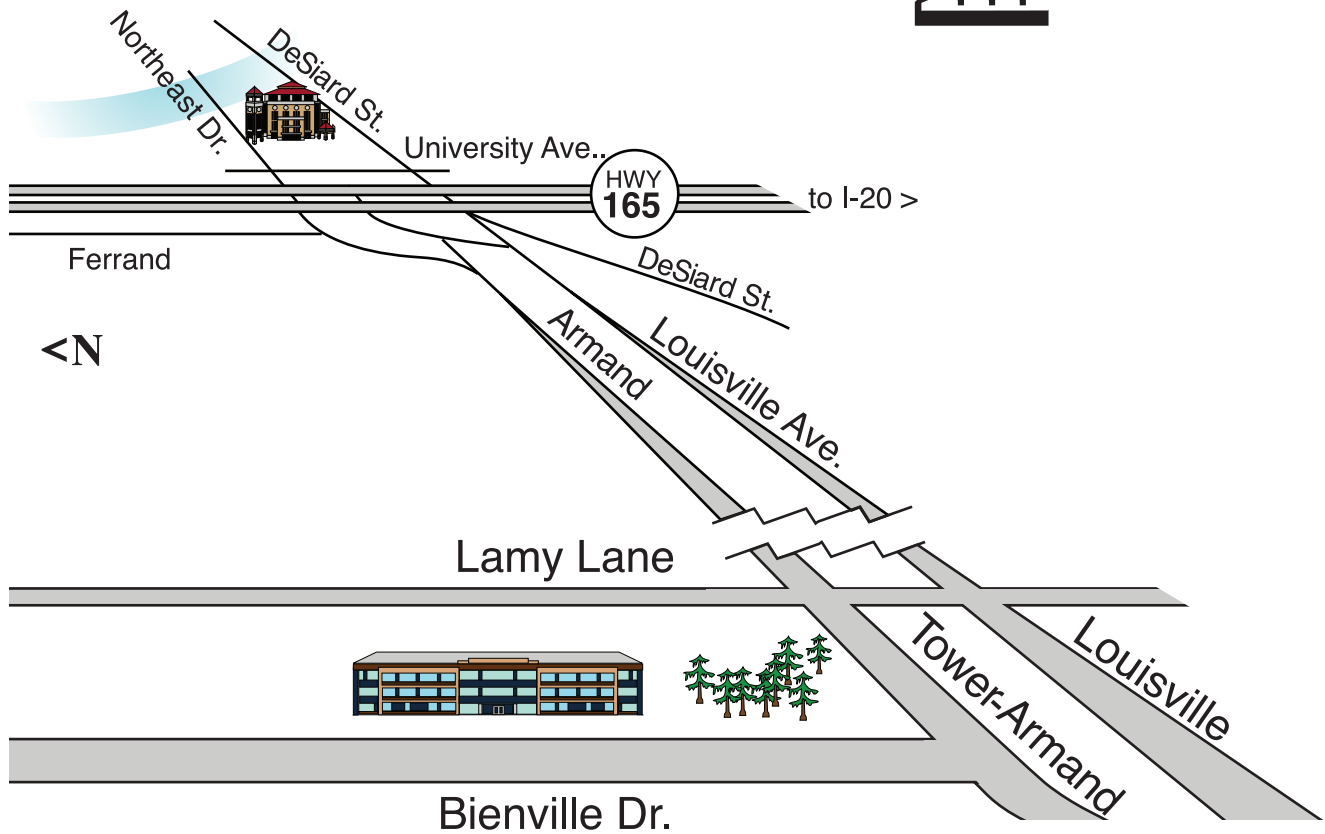 Northeast Dr.
DeSiard St.
University Ave..
HWY
165
to I-20 >
Ferrand
DeSiard St.
<N
Armand
Louisville Ave.
Lamy Lane
Tower-Armand
Louisville
Bienville Dr.